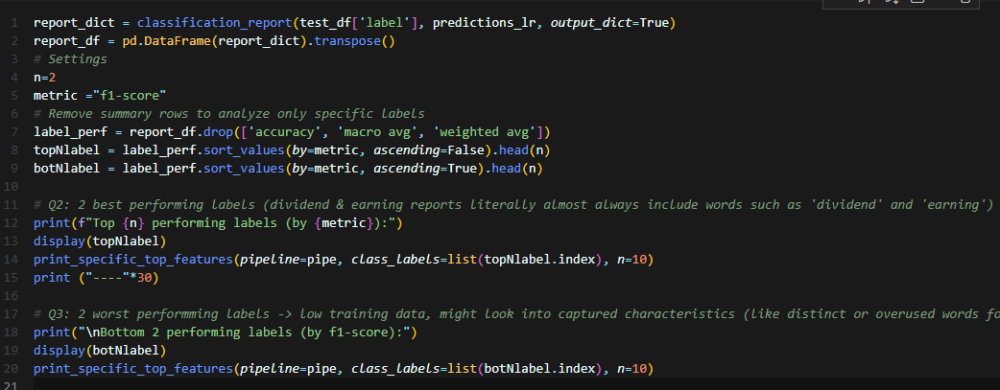 1 report_dict = classification_report(test_df['label'], predictions_lr, output_dict=True)
2 report_df = pd.DataFrame(report_dict).transpose()
3 # Settings
4 n=2
5 metric ="f1-score"
6 # Remove summary rows to analyze only specific labels
7 label_perf = report_df.drop(['accuracy', 'macro avg', 'weighted avg'])
8 topNlabel = label_perf.sort_values(by=metric, ascending=False).head(n)
9 botNlabel = label_perf.sort_values(by=metric, ascending=True).head(n)
10
11 # Q2: 2 best performing labels (dividend & earning reports literally almost always include words such as 'dividend' and 'earning')
12 print(f"Top {n} performing labels (by {metric}):")
13 display(topNlabel)
14 print_specific_top_features(pipeline=pipe, class_labels=list(topNlabel.index), n=10)
15 print ("----"*30)
16
17 # Q3: 2 worst performming labels -> low training data, might look into captured characteristics (like distinct or overused words fo
18 print("\nBottom 2 performing labels (by f1-score):")
19 display(botNlabel)
20 print_specific_top_features(pipeline=pipe, class_labels=list(botNlabel.index), n=10)
21